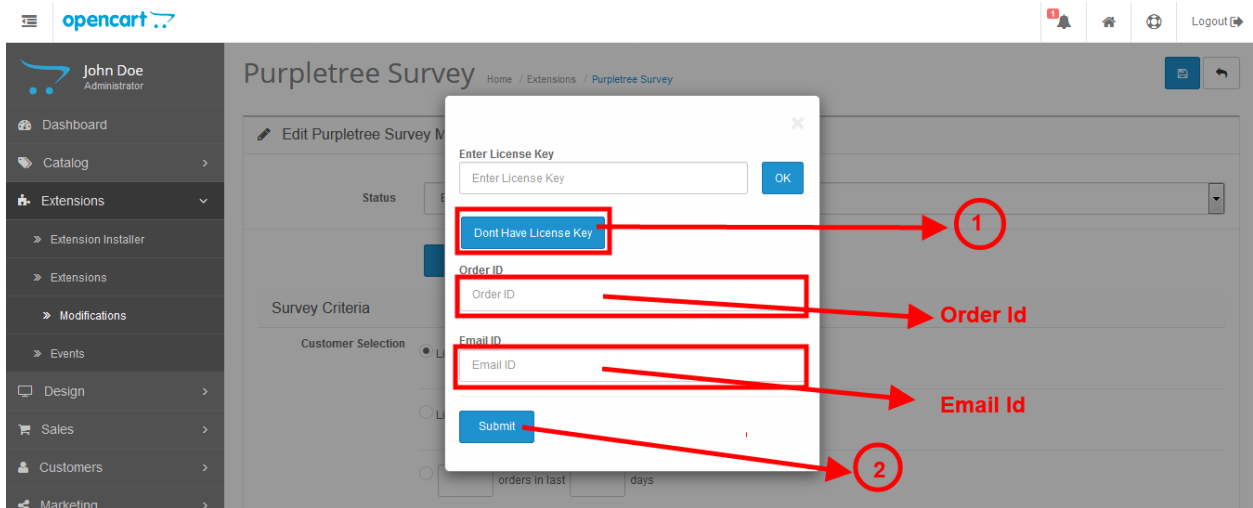 opencart
1
Logout
John Doe
Administrator
Purpletree Survey
Home / Extensions / Purpletree Survey
Dashboard
Catalog
Extensions
Extension Installer
Extensions
Modifications
Events
Design
Sales
Customers
Marketing
Edit Purpletree Survey M
Status
E
Enter License Key
Enter License Key
OK
Dont Have License Key
1
Order ID
Order ID
Order Id
Survey Criteria
Customer Selection
Li
Email ID
Email ID
Email Id
Li
Submit
2
orders in last
days